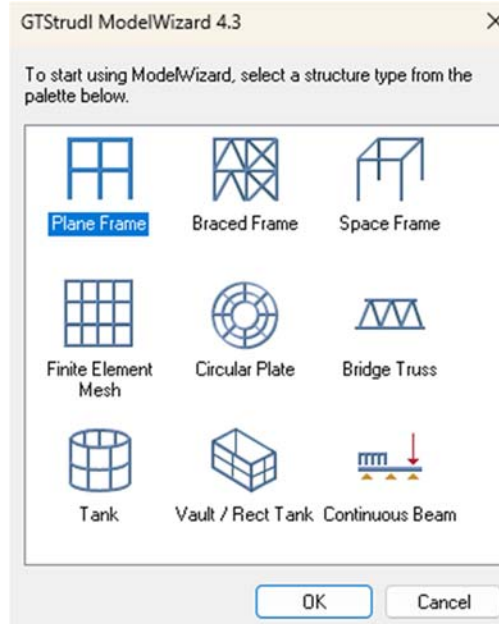 GTStrudl ModelWizard 4.3
To start using ModelWizard, select a structure type from the
palette below.
Plane Frame
Braced Frame
Space Frame
Finite Element
Mesh
Circular Plate
Bridge Truss
Tank
Vault / Rect Tank
Continuous Beam
OK
Cancel